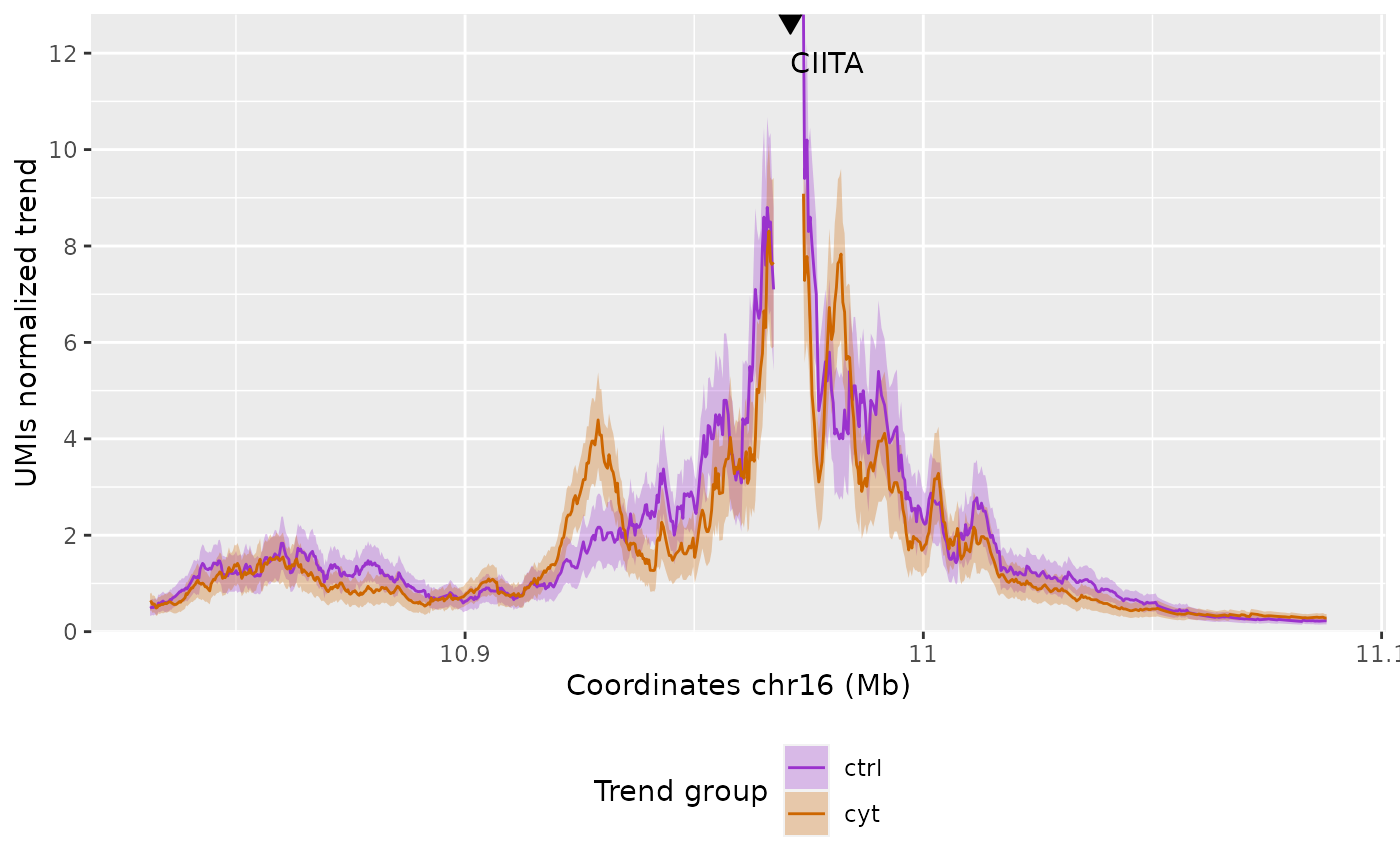 CIITA
12
10
8
6
4
2
0
UMIs normalized trend
10.9
11
11.1
Coordinates chr16 (Mb)
Trend group
ctrl
cyt